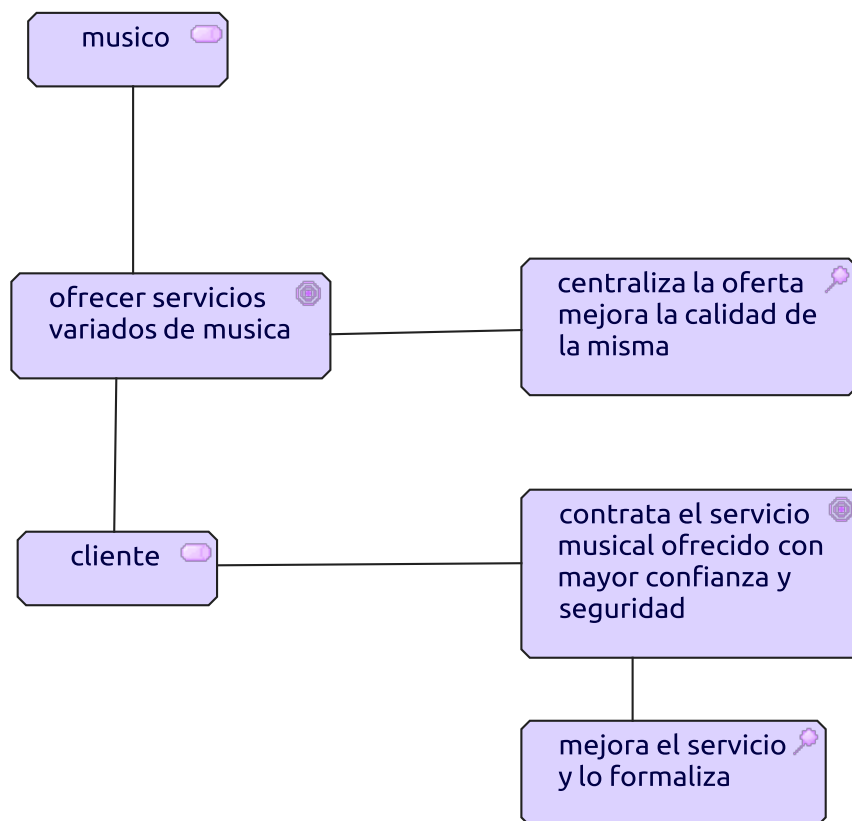 musico
ofrecer servicios
variados de musica
centraliza la oferta
mejora la calidad de
la misma
cliente
contrata el servicio
musical ofrecido con
mayor confianza y
seguridad
mejora el servicio
y lo formaliza